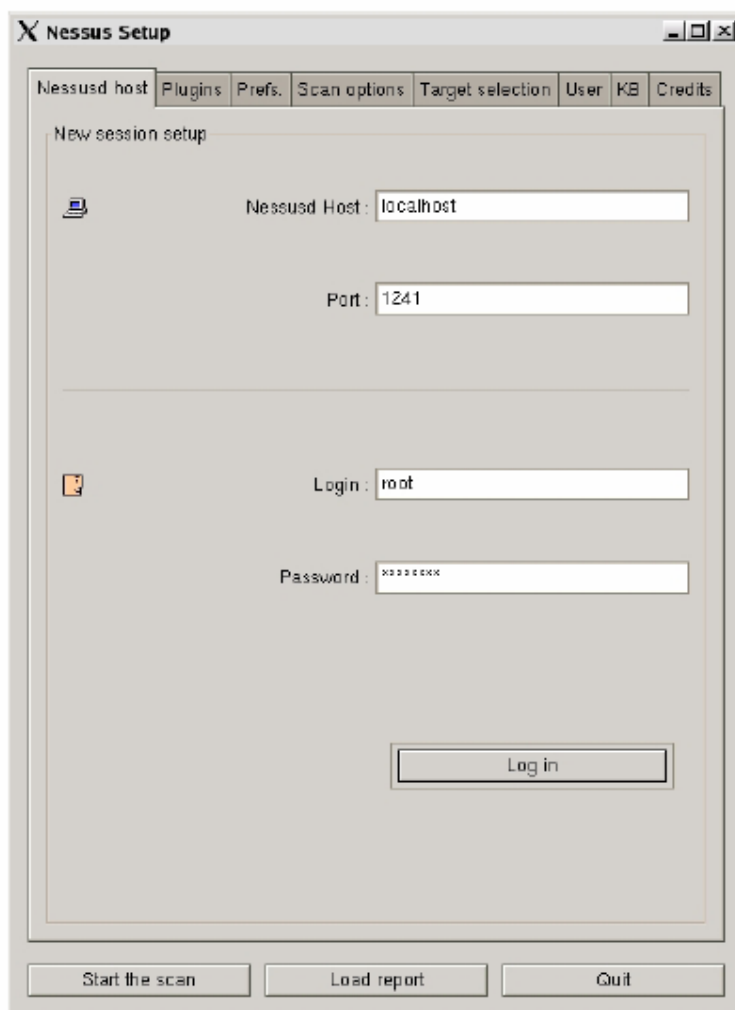 Nessus Setup
Nessusd host Plugins Prefs. Scan options Target selection User KB Credits
New session setup
Nessusd Host : localhost
Port : 1241
Login : root
Password : ********
Log in
Start the scan Load report Quit